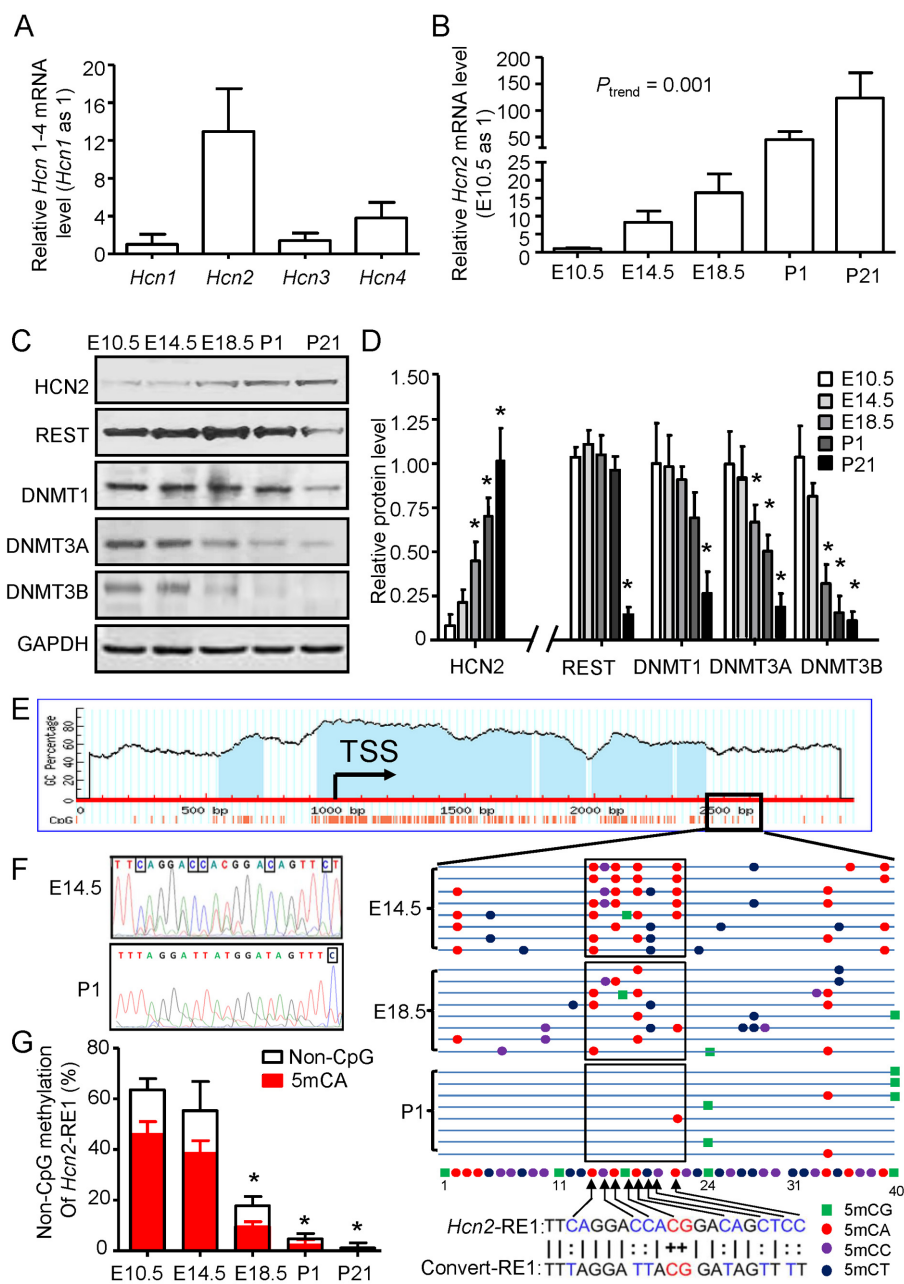 A
Relative Hcn 1-4 mRNA
level (Hcn1 as 1)
20
16
12
8
4
0
Hcn1 Hcn2 Hcn3 Hcn4
B
Relative Hcn2 mRNA level
(E10.5 as 1)
200
150
100
50
25
20
15
10
5
0
Ptrend = 0.001
E10.5 E14.5 E18.5 P1 P21
C
E10.5 E14.5 E18.5 P1 P21
HCN2
REST
DNMT1
DNMT3A
DNMT3B
GAPDH
D
Relative protein level
1.50
1.25
1.00
0.75
0.50
0.25
0
E10.5
E14.5
E18.5
P1
P21
* * *
*
*
* * *
* * *
HCN2 REST DNMT1 DNMT3A DNMT3B
E
GC Percentage
80
60
40
20
0
TSS
0 500 bp 1000 bp 1500 bp 2000 bp 2500 bp
CpG
F
E14.5
T T C A G G A C C A C G G A C A G T T C T
P1
T T T A G G A T T A T G G A T A G T T T C
E14.5
E18.5
P1
1 11 24 31 40
Hcn2-RE1:TTCAGGACCACGGACAGCTCC
||:||||::|++||||:||:|::
Convert-RE1: TTTAGGATTACGGATAGTTTT
5mCG
5mCA
5mCC
5mCT
G
Non-CpG methylation
Of Hcn2-RE1 (%)
80
60
40
20
0
Non-CpG
5mCA
* * *
E10.5 E14.5 E18.5 P1 P21